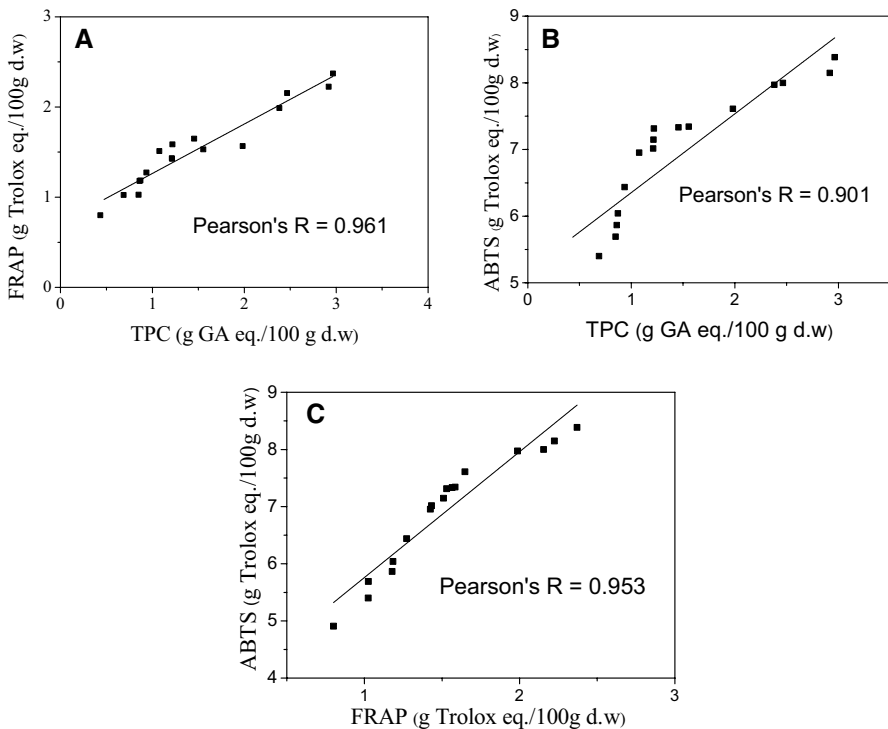 A
3
2
1
0
0
1
2
3
4
FRAP (g Trolox eq./100g d.w)
TPC (g GA eq./100 g d.w)
Pearson's R = 0.961
B
9
8
7
6
5
0
1
2
3
ABTS (g Trolox eq./100g d.w)
TPC (g GA eq./100 g d.w)
Pearson's R = 0.901
C
9
8
7
6
5
4
1
2
3
ABTS (g Trolox eq./100g d.w)
FRAP (g Trolox eq./100g d.w)
Pearson's R = 0.953